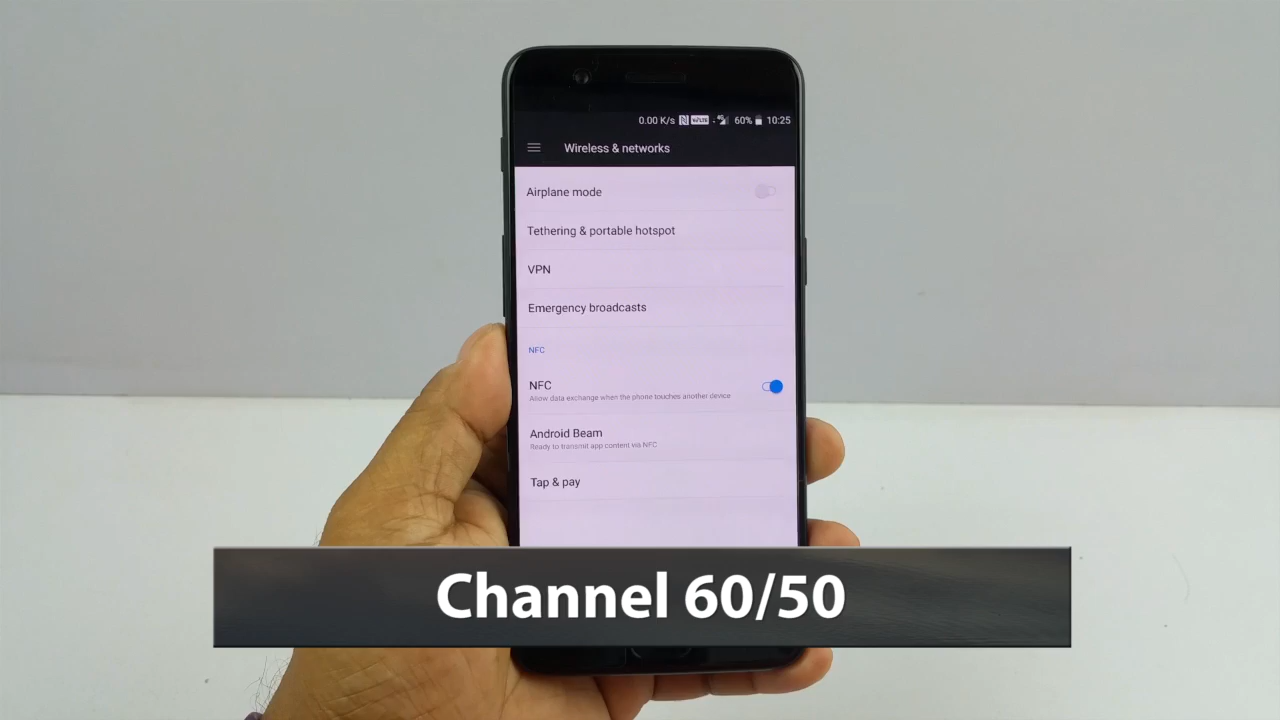 0.00 K/s N VoLTE 4G 60% 10:25
Wireless & networks
Airplane mode
Tethering & portable hotspot
VPN
Emergency broadcasts
NFC
NFC
Allow data exchange when the phone touches another device
Android Beam
Ready to transmit app content via NFC
Tap & pay
Channel 60/50